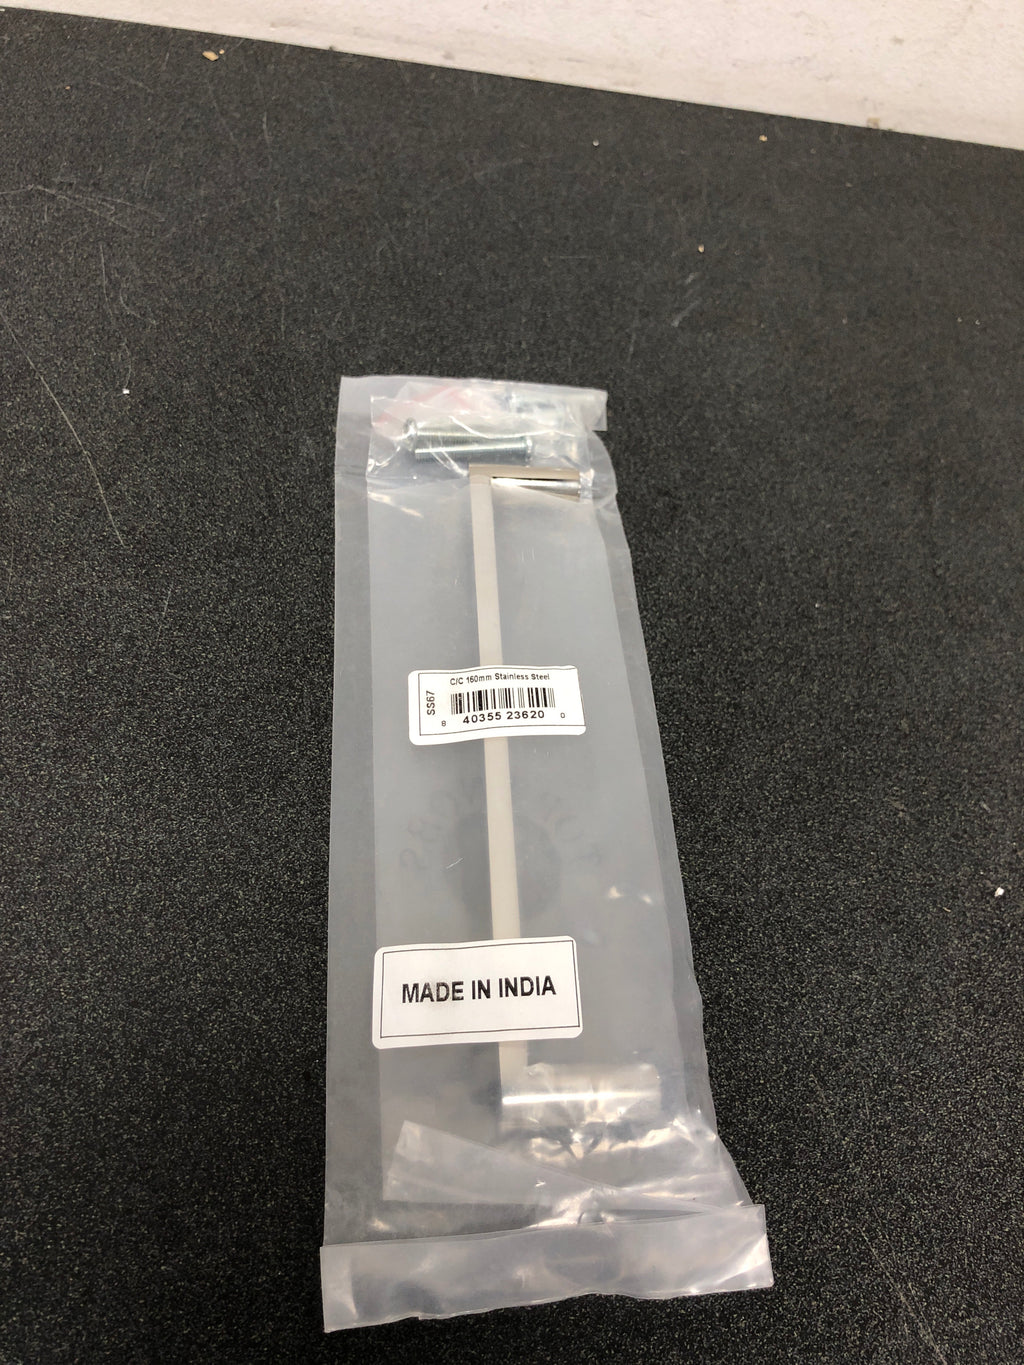 C/C 160mm Stainless Steel
SS67
8 40355 23620 0
MADE IN INDIA